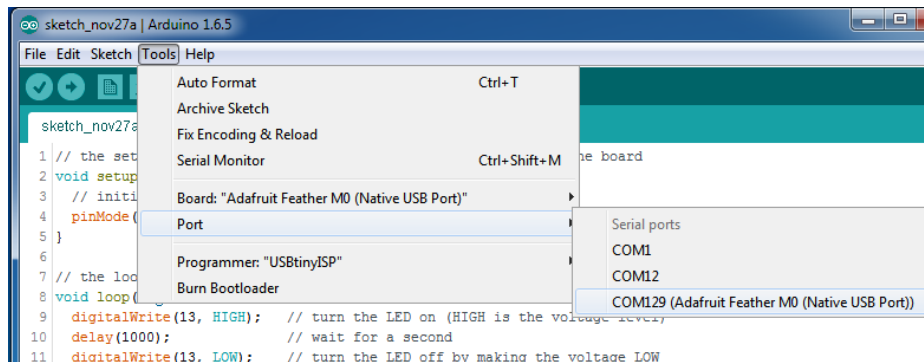 sketch_nov27a | Arduino 1.6.5
File Edit Sketch Tools Help
sketch_nov27a
Auto Format Ctrl+T
Archive Sketch
Fix Encoding & Reload
Serial Monitor Ctrl+Shift+M
Board: "Adafruit Feather M0 (Native USB Port)"
Port
Programmer: "USBtinyISP"
Burn Bootloader
Serial ports
COM1
COM12
COM129 (Adafruit Feather M0 (Native USB Port))
1 // the set board
2 void setup
3 // initi
4 pinMode(
5 }
6
7 // the loo
8 void loop(
9 digitalWrite(13, HIGH); // turn the LED on (HIGH is the voltage level)
10 delay(1000); // wait for a second
11 digitalWrite(13, LOW); // turn the LED off by making the voltage LOW